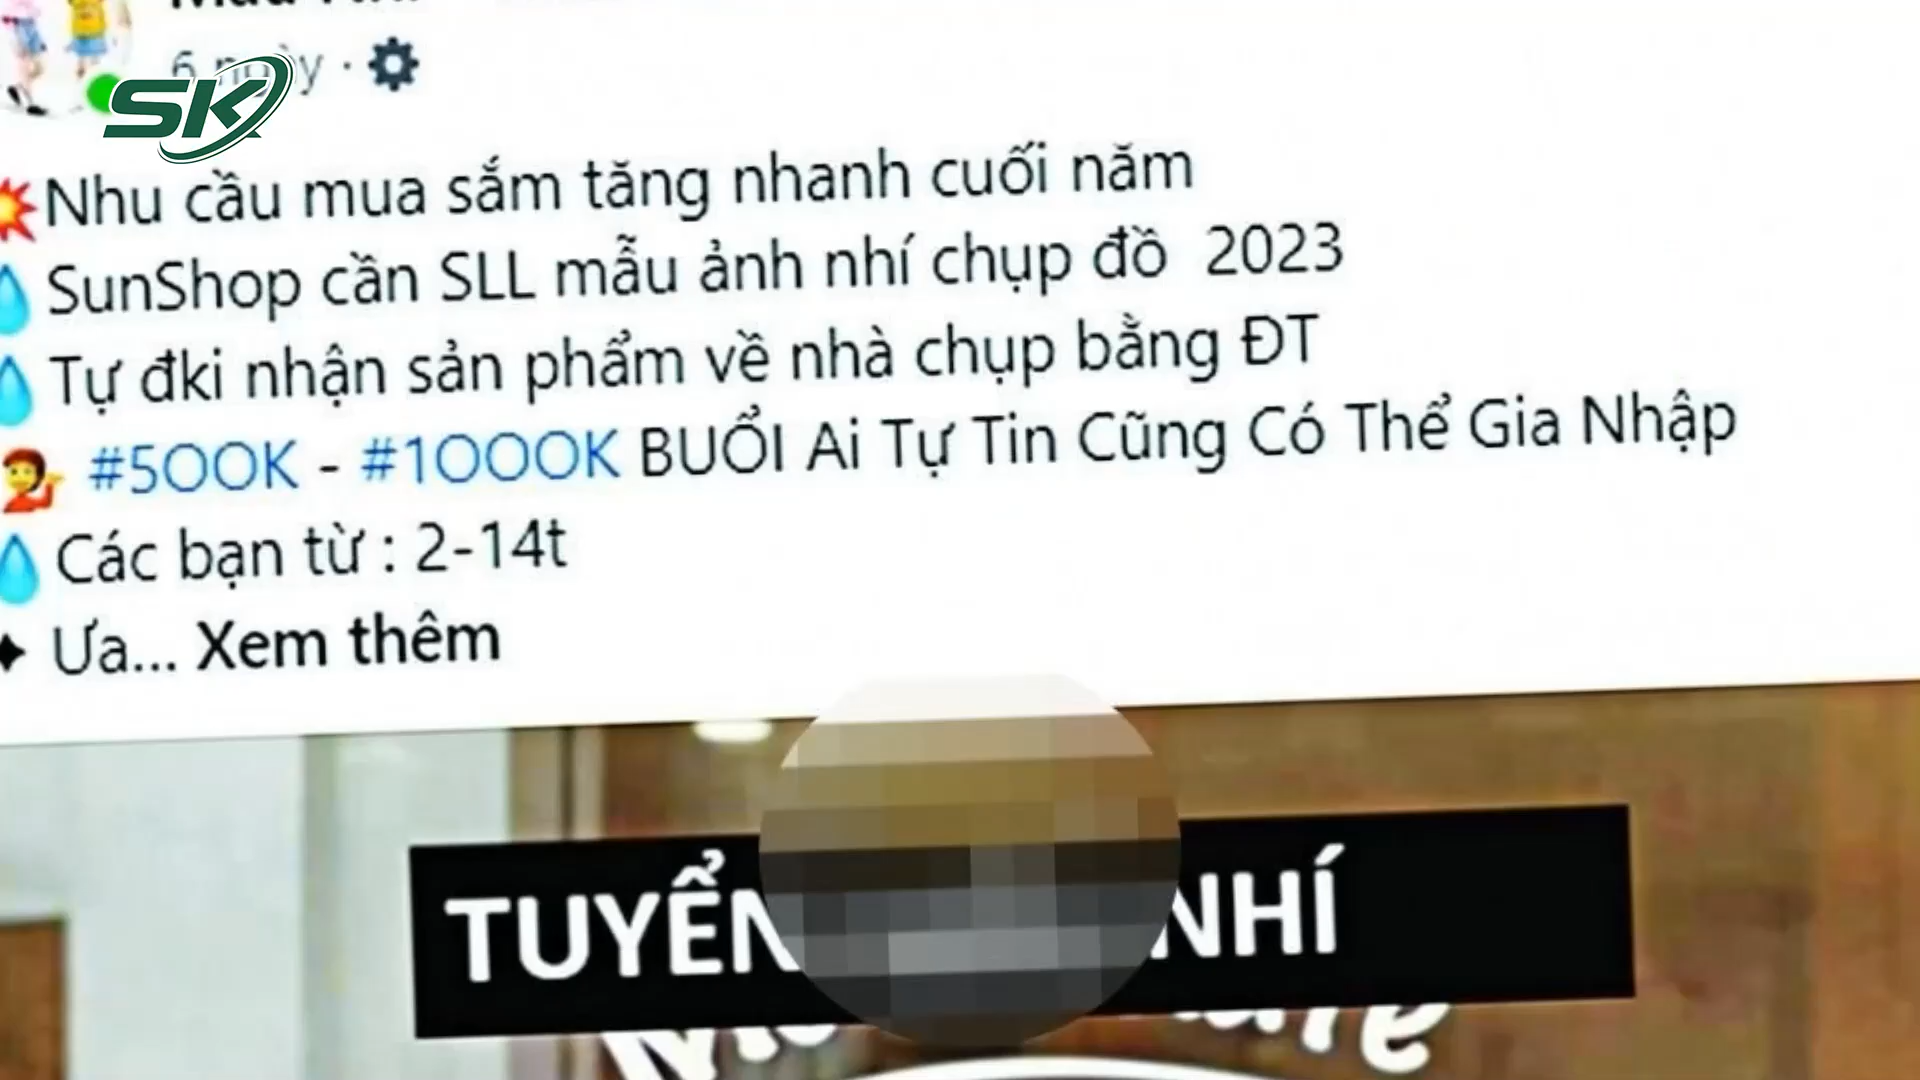 6 ngày ·
SK
Nhu cầu mua sắm tăng nhanh cuối năm
SunShop cần SLL mẫu ảnh nhí chụp đồ 2023
Tự đki nhận sản phẩm về nhà chụp bằng ĐT
#500K - #1000K BUỔI Ai Tự Tin Cũng Có Thể Gia Nhập
Các bạn từ : 2-14t
Ưa... Xem thêm
TUYỂN NHÍ